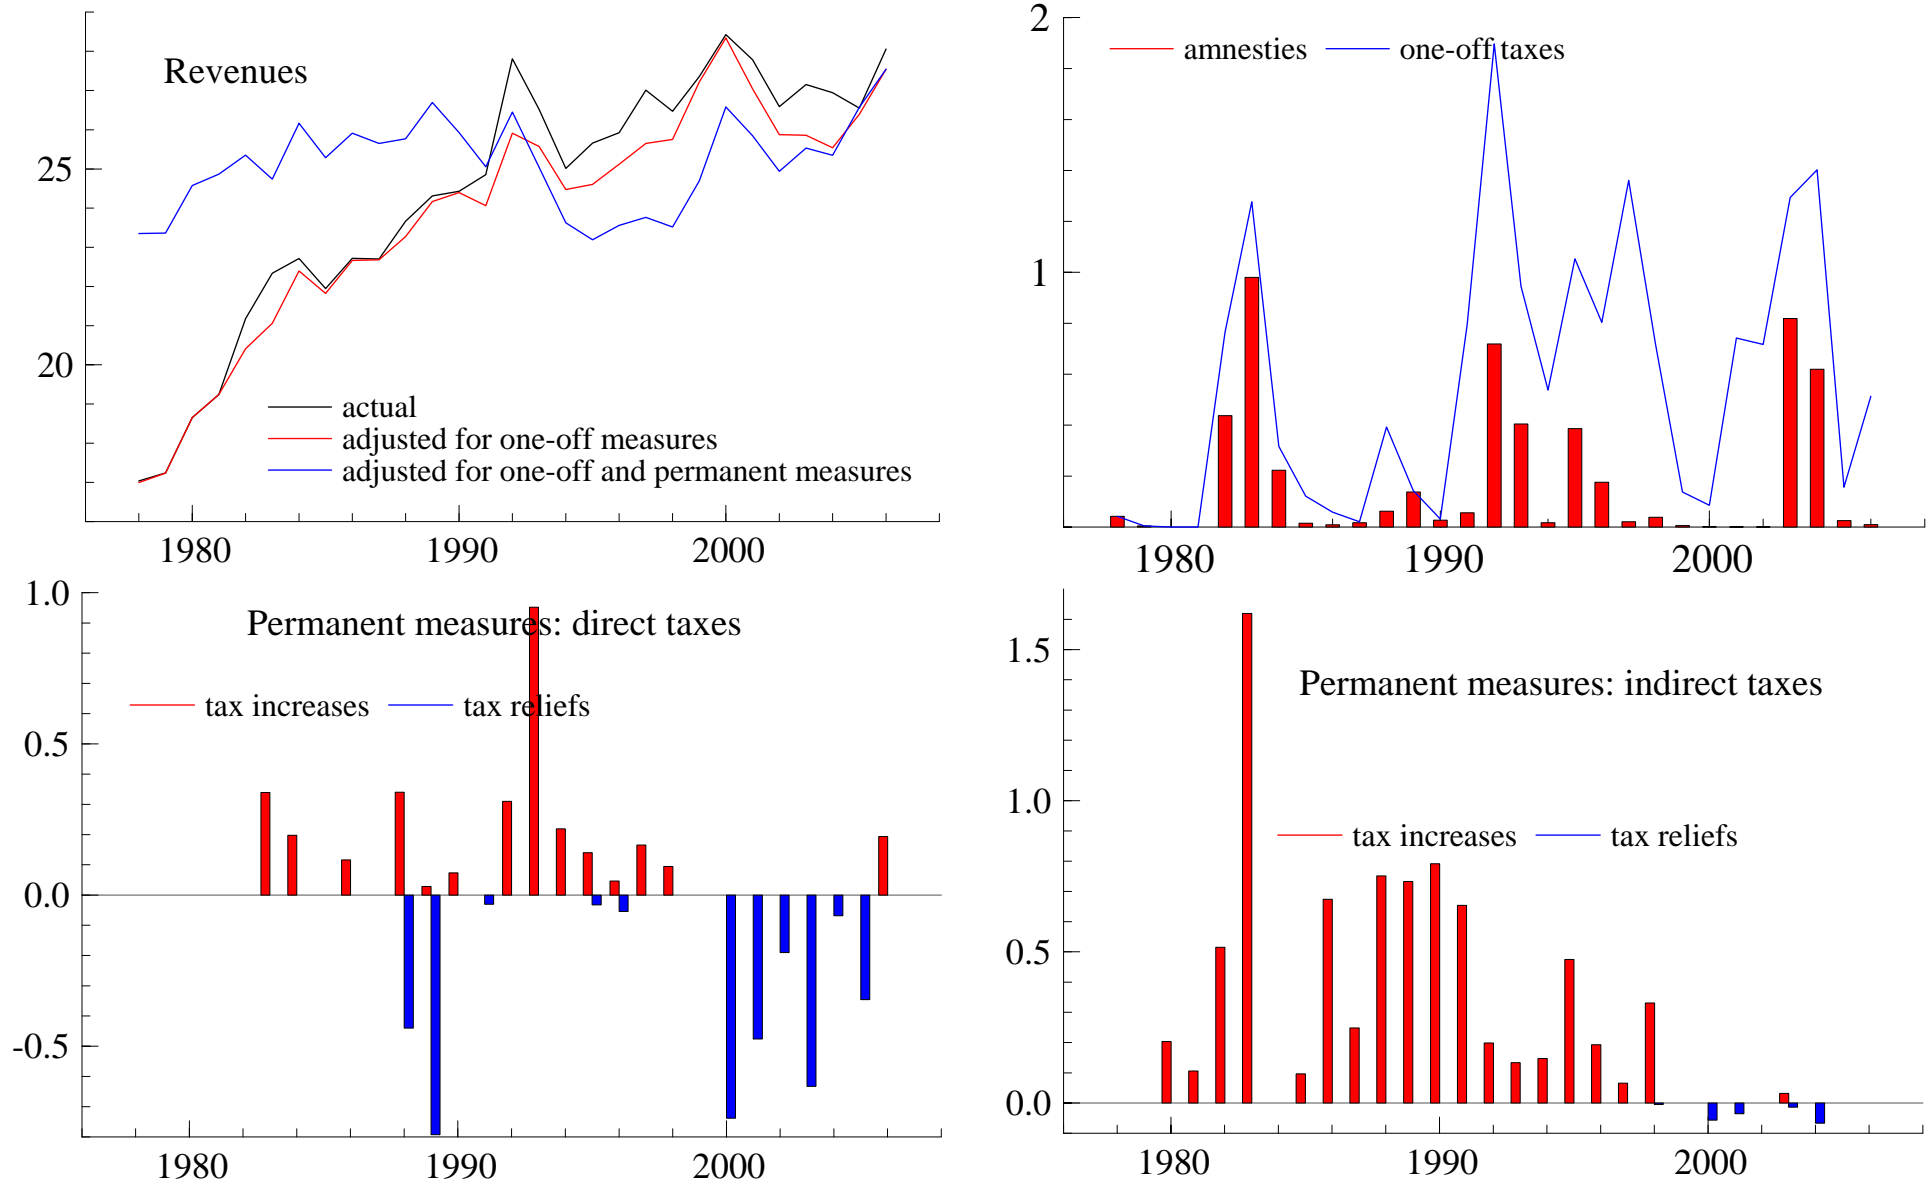 Revenues
25
20
actual
adjusted for one-off measures
adjusted for one-off and permanent measures
1980 1990 2000
2
amnesties one-off taxes
1
1980 1990 2000
1.0
Permanent measures: direct taxes
tax increases tax reliefs
0.5
0.0
-0.5
1980 1990 2000
1.5
Permanent measures: indirect taxes
1.0
tax increases tax reliefs
0.5
0.0
1980 1990 2000